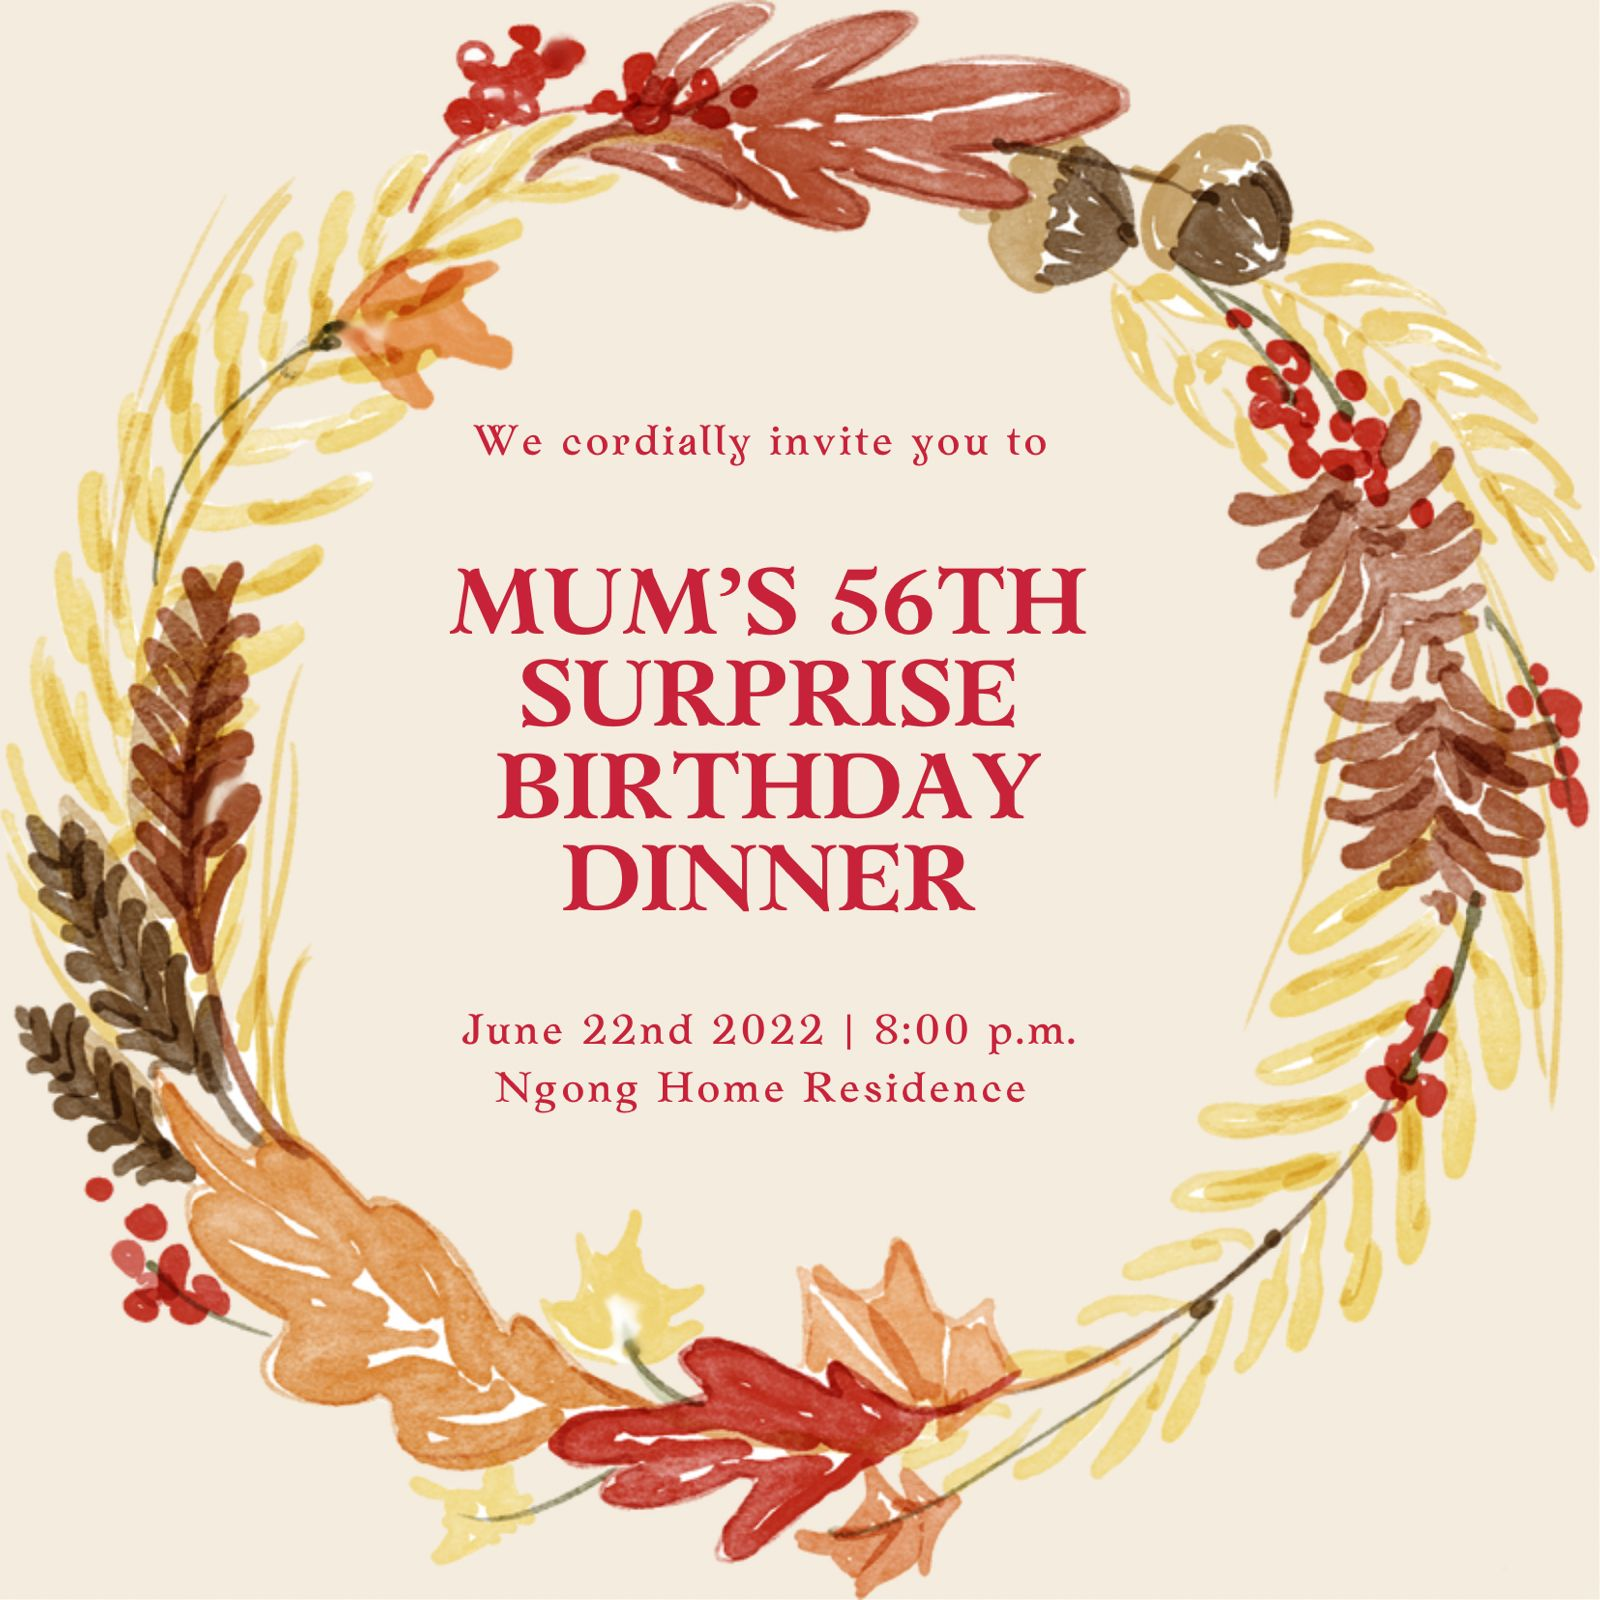 We cordially invite you to
MUM’S 56TH
SURPRISE
BIRTHDAY
DINNER
June 22nd 2022 | 8:00 p.m.
Ngong Home Residence